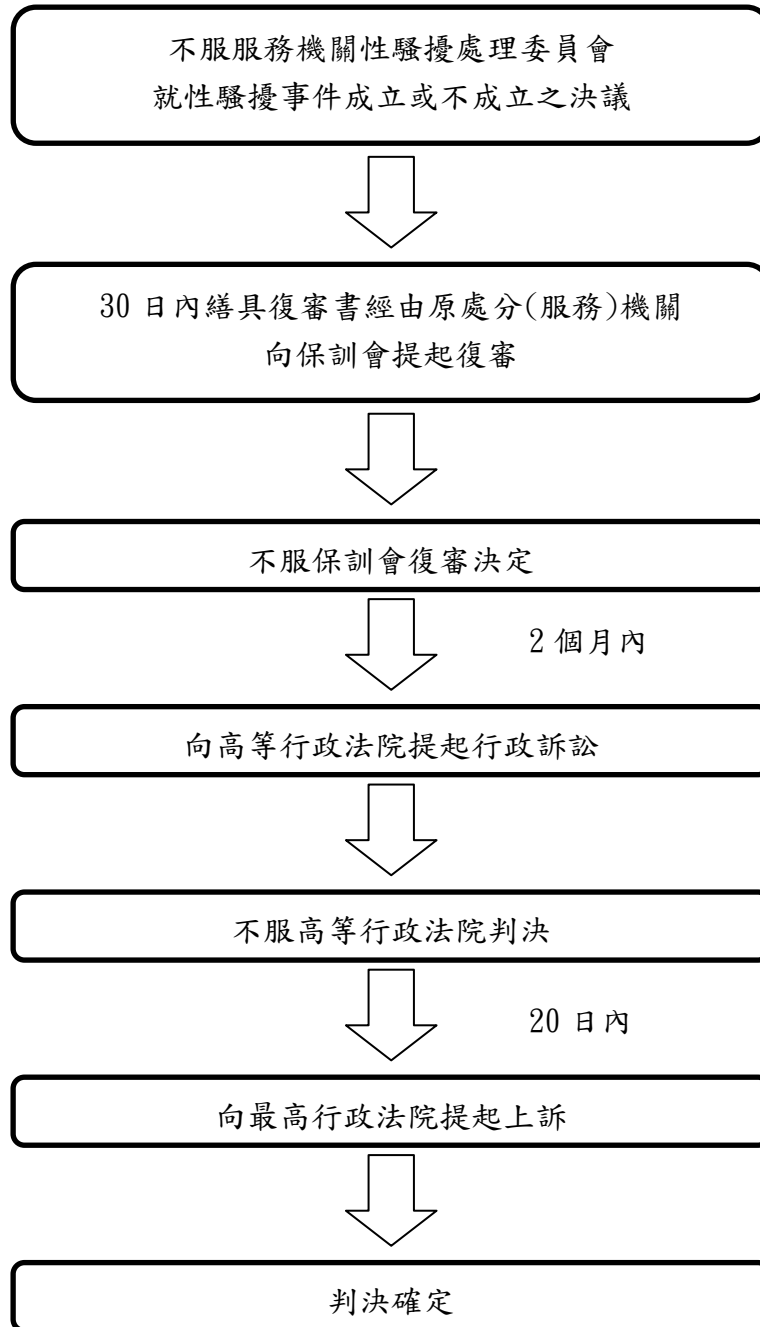 不服服務機關性騷擾處理委員會
就性騷擾事件成立或不成立之決議
30 日內繕具復審書經由原處分(服務)機關
向保訓會提起復審
不服保訓會復審決定
2 個月內
向高等行政法院提起行政訴訟
不服高等行政法院判決
20 日內
向最高行政法院提起上訴
判決確定